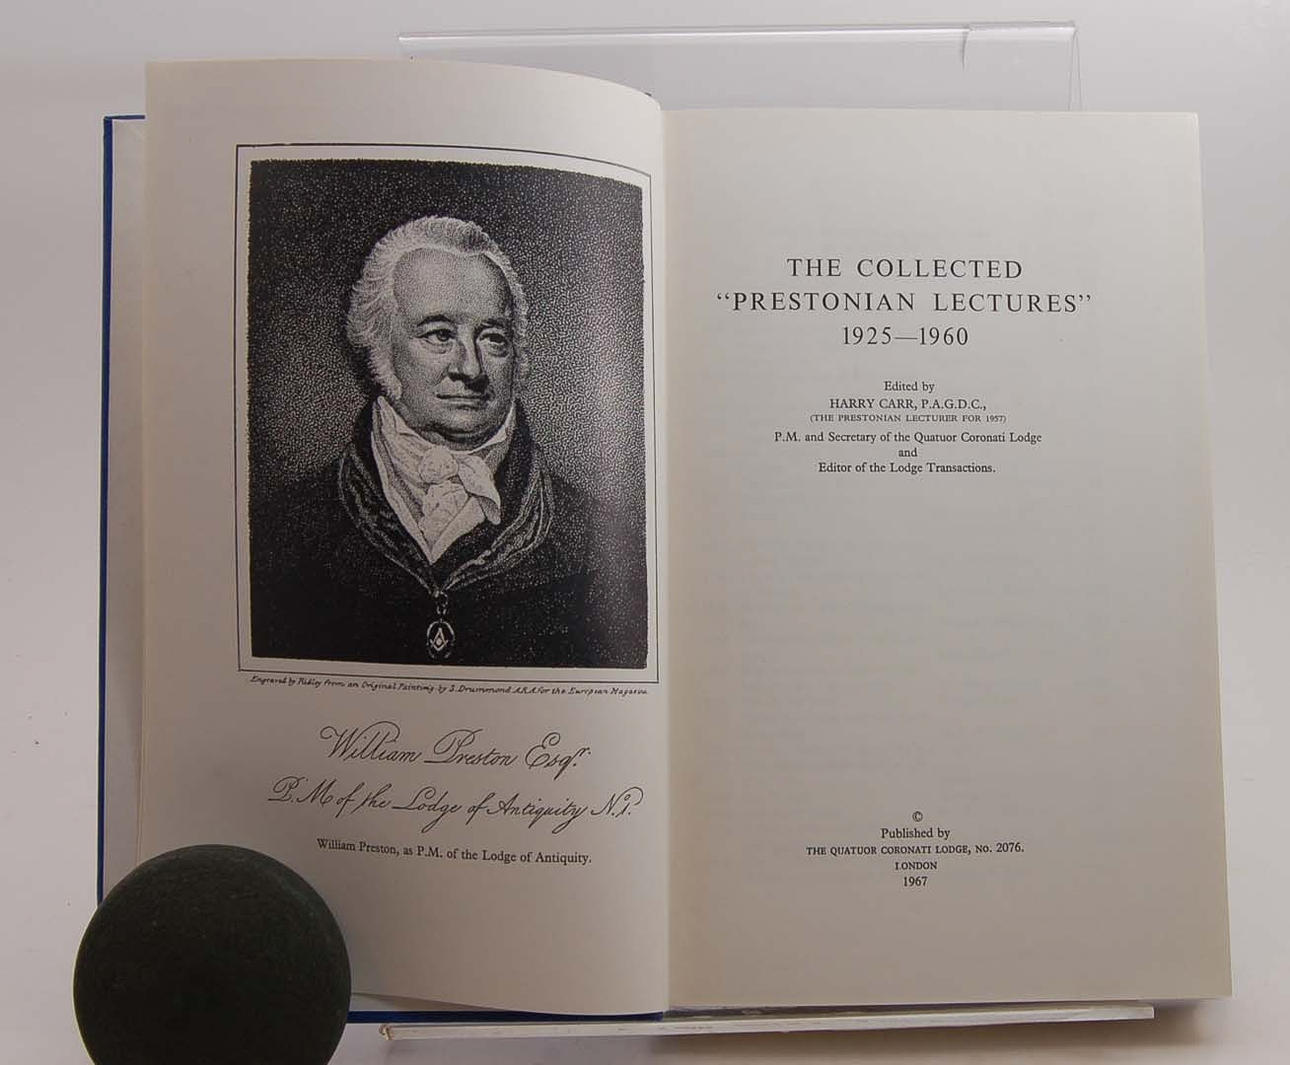 Engraved by Ridley from an Original Painting by S. Drummond A.R.A. for the European Magazine.
William Preston Esqr.
P.M of the Lodge of Antiquity No. 1.
William Preston, as P.M. of the Lodge of Antiquity.
THE COLLECTED
“PRESTONIAN LECTURES”
1925—1960
Edited by
HARRY CARR, P.A.G.D.C.,
(THE PRESTONIAN LECTURER FOR 1957)
P.M. and Secretary of the Quatuor Coronati Lodge
and
Editor of the Lodge Transactions.
©
Published by
THE QUATUOR CORONATI LODGE, No. 2076.
LONDON
1967